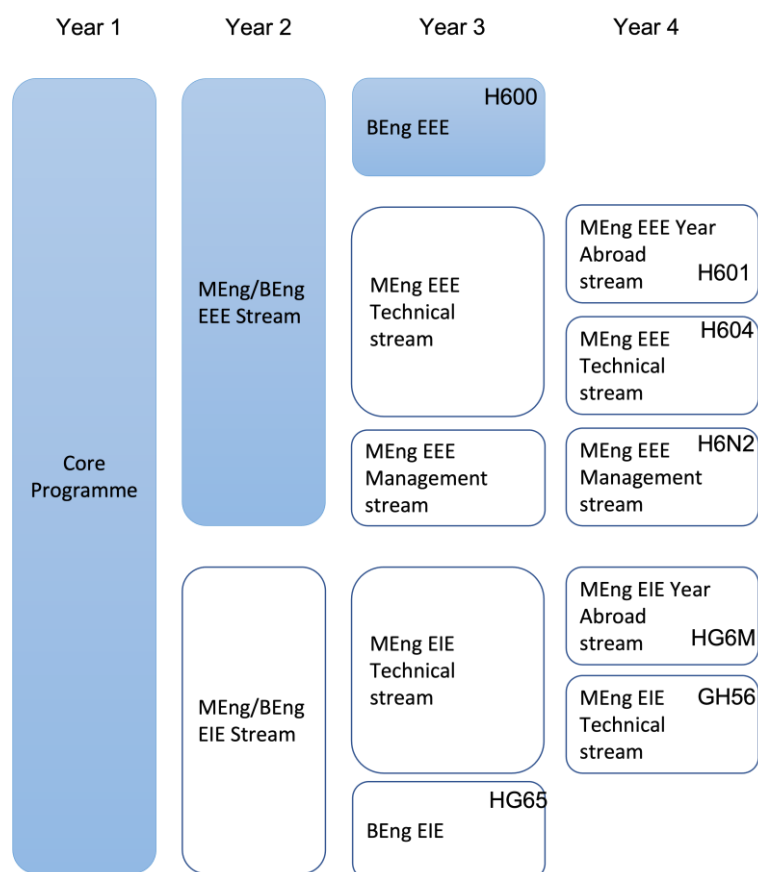 Year 1
Year 2
Year 3
Year 4
H600
BEng EEE
MEng EEE Year
Abroad
stream
H601
MEng/BEng
EEE Stream
MEng EEE
Technical
stream
H604
MEng EEE
Technical
stream
Core
Programme
MEng EEE
Management
stream
H6N2
MEng EEE
Management
stream
MEng EIE Year
Abroad
stream
HG6M
MEng/BEng
EIE Stream
MEng EIE
Technical
stream
GH56
MEng EIE
Technical
stream
HG65
BEng EIE